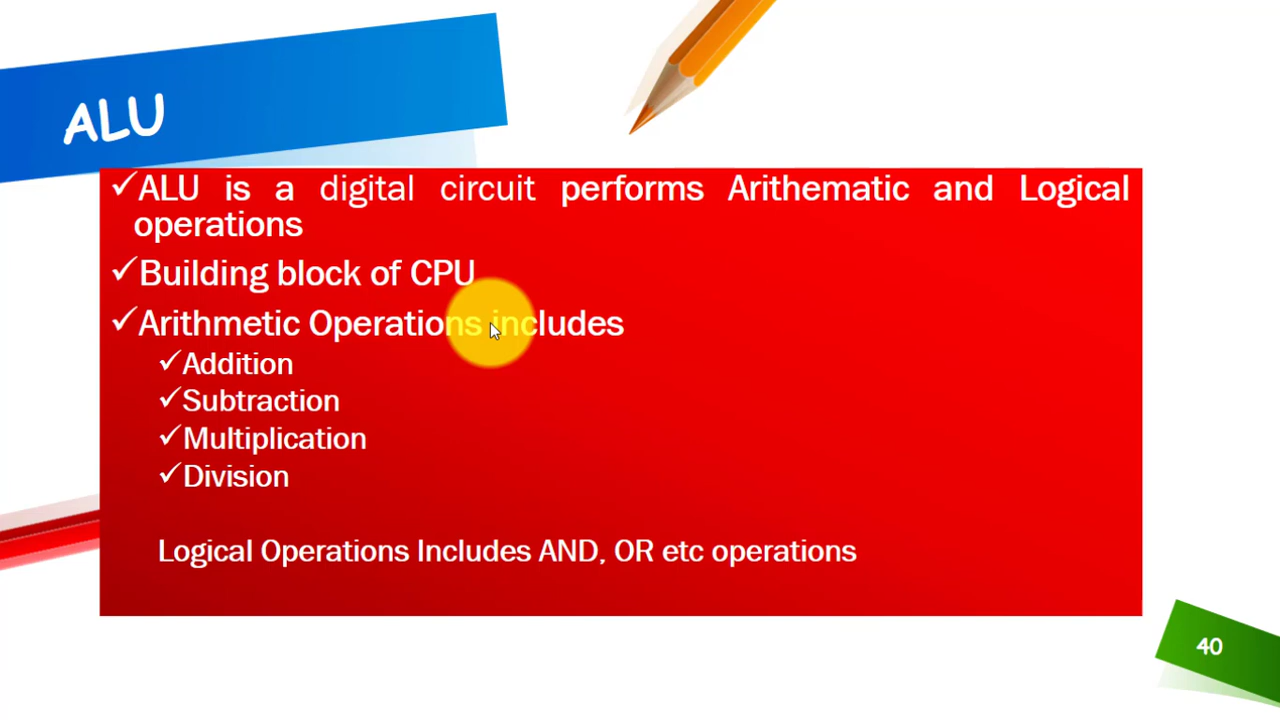 ALU
✓ALU is a digital circuit performs Arithematic and Logical
operations
✓Building block of CPU
✓Arithmetic Operations includes
✓Addition
✓Subtraction
✓Multiplication
✓Division
Logical Operations Includes AND, OR etc operations
40